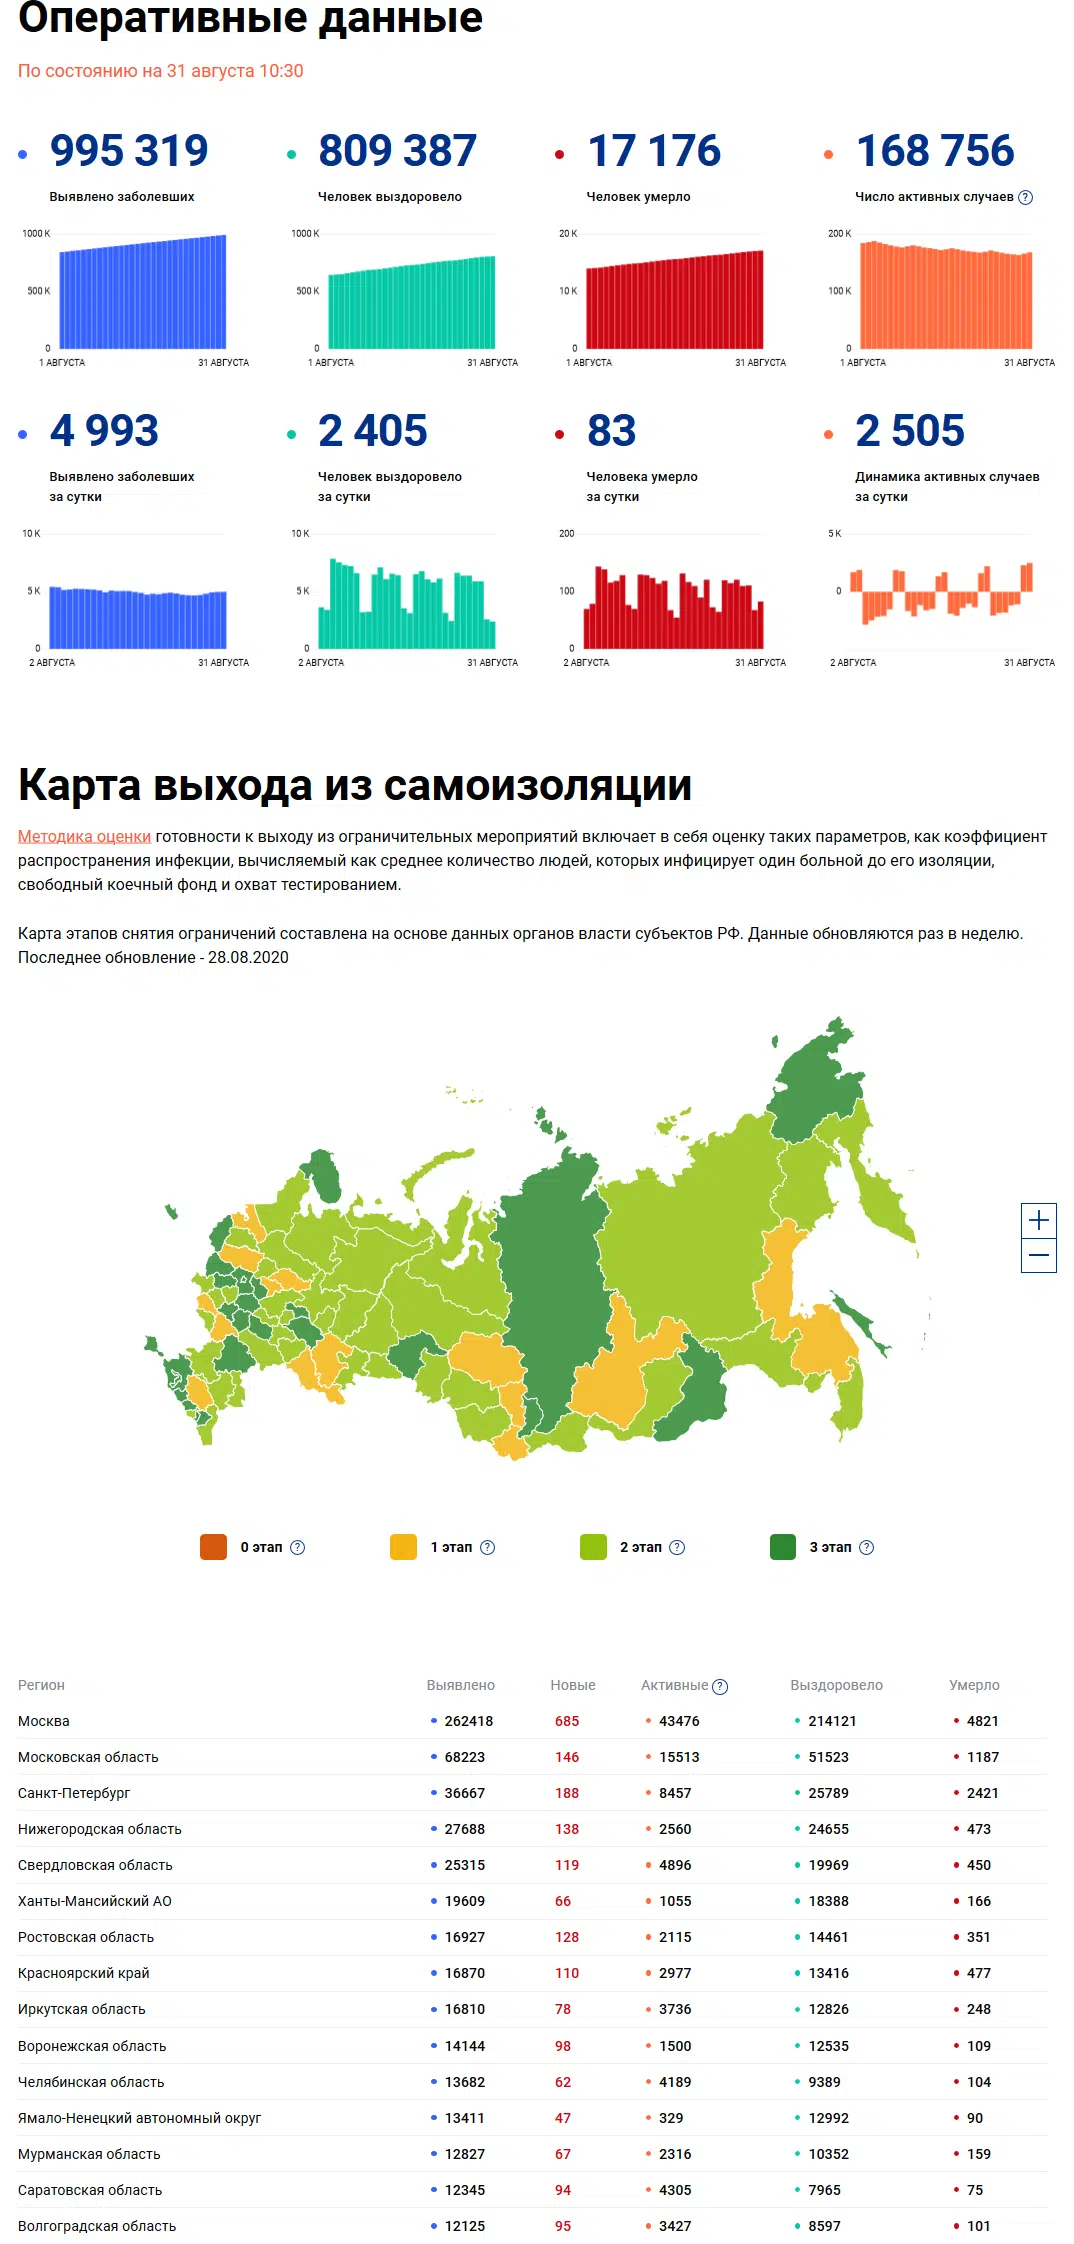 Оперативные данные
По состоянию на 31 августа 10:30
995 319
809 387
17 176
168 756
Выявлено заболевших
Человек выздоровело
Человек умерло
Число активных случаев ?
1000 K
500 K
0
1 АВГУСТА
31 АВГУСТА
1000 K
500 K
0
1 АВГУСТА
31 АВГУСТА
20 K
10 K
0
1 АВГУСТА
31 АВГУСТА
200 K
100 K
0
1 АВГУСТА
31 АВГУСТА
4 993
2 405
83
2 505
Выявлено заболевших
за сутки
Человек выздоровело
за сутки
Человека умерло
за сутки
Динамика активных случаев
за сутки
10 K
5 K
0
2 АВГУСТА
31 АВГУСТА
10 K
5 K
0
2 АВГУСТА
31 АВГУСТА
200
100
0
2 АВГУСТА
31 АВГУСТА
5 K
0
2 АВГУСТА
31 АВГУСТА
Карта выхода из самоизоляции
Методика оценки готовности к выходу из ограничительных мероприятий включает в себя оценку таких параметров, как коэффициент
распространения инфекции, вычисляемый как среднее количество людей, которых инфицирует один больной до его изоляции,
свободный коечный фонд и охват тестированием.
Карта этапов снятия ограничений составлена на основе данных органов власти субъектов РФ. Данные обновляются раз в неделю.
Последнее обновление - 28.08.2020
+
−
0 этап ?
1 этап ?
2 этап ?
3 этап ?
Регион Выявлено Новые Активные ? Выздоровело Умерло
Москва 262418 685 43476 214121 4821
Московская область 68223 146 15513 51523 1187
Санкт-Петербург 36667 188 8457 25789 2421
Нижегородская область 27688 138 2560 24655 473
Свердловская область 25315 119 4896 19969 450
Ханты-Мансийский АО 19609 66 1055 18388 166
Ростовская область 16927 128 2115 14461 351
Красноярский край 16870 110 2977 13416 477
Иркутская область 16810 78 3736 12826 248
Воронежская область 14144 98 1500 12535 109
Челябинская область 13682 62 4189 9389 104
Ямало-Ненецкий автономный округ 13411 47 329 12992 90
Мурманская область 12827 67 2316 10352 159
Саратовская область 12345 94 4305 7965 75
Волгоградская область 12125 95 3427 8597 101